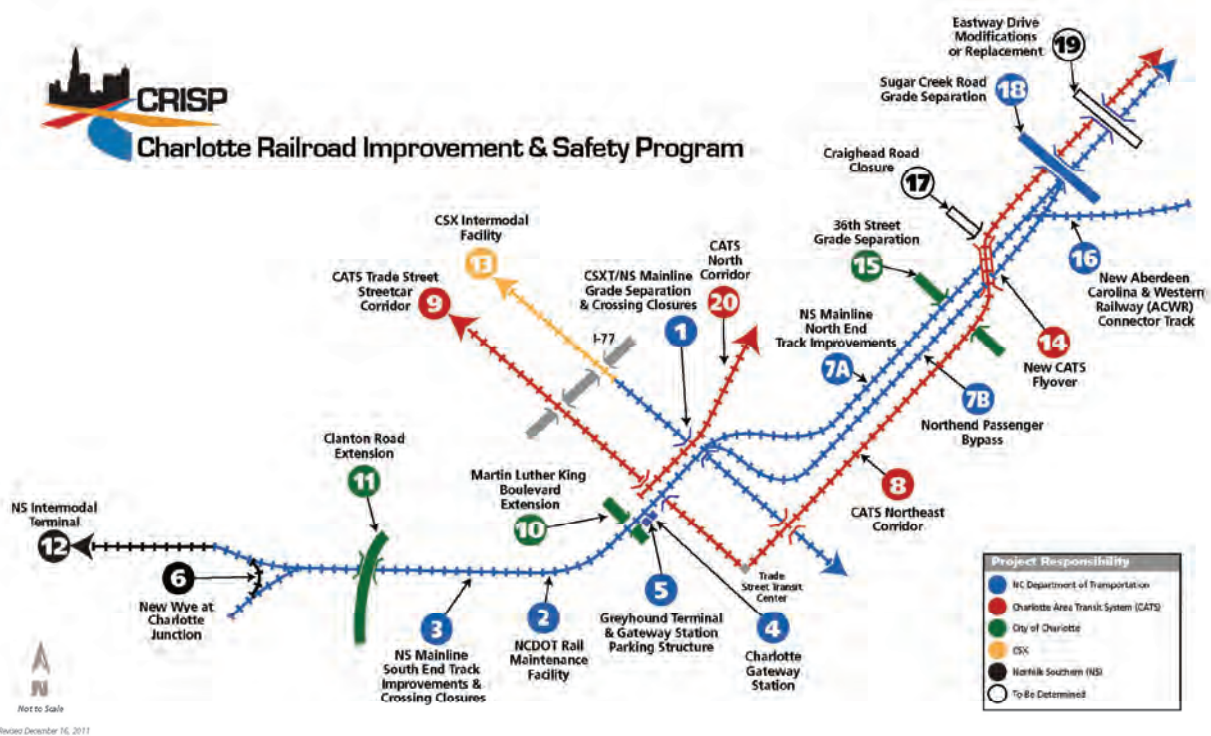 CRISP
Charlotte Railroad Improvement & Safety Program
Eastway Drive
Modifications
or Replacement
19
Sugar Creek Road
Grade Separation
18
Craighead Road
Closure
17
36th Street
Grade Separation
15
CSX Intermodal
Facility
13
CATS Trade Street
Streetcar
Corridor
9
CSXT/NS Mainline
Grade Separation
& Crossing Closures
1
CATS
North
Corridor
20
I-77
NS Mainline
North End
Track Improvements
7A
16
New Aberdeen
Carolina & Western
Railway (ACWR)
Connector Track
14
New CATS
Flyover
7B
Northend Passenger
Bypass
8
CATS Northeast
Corridor
Clanton Road
Extension
11
Martin Luther King
Boulevard
Extension
10
NS Intermodal
Terminal
12
6
New Wye at
Charlotte
Junction
3
NS Mainline
South End Track
Improvements &
Crossing Closures
2
NCDOT Rail
Maintenance
Facility
5
Greyhound Terminal
& Gateway Station
Parking Structure
4
Charlotte
Gateway
Station
Trade
Street Transit
Center
Project Responsibility
NC Department of Transportation
Charlotte Area Transit System (CATS)
City of Charlotte
CSX
Norfolk Southern (NS)
To Be Determined
N
Not to Scale
Revised December 16, 2011